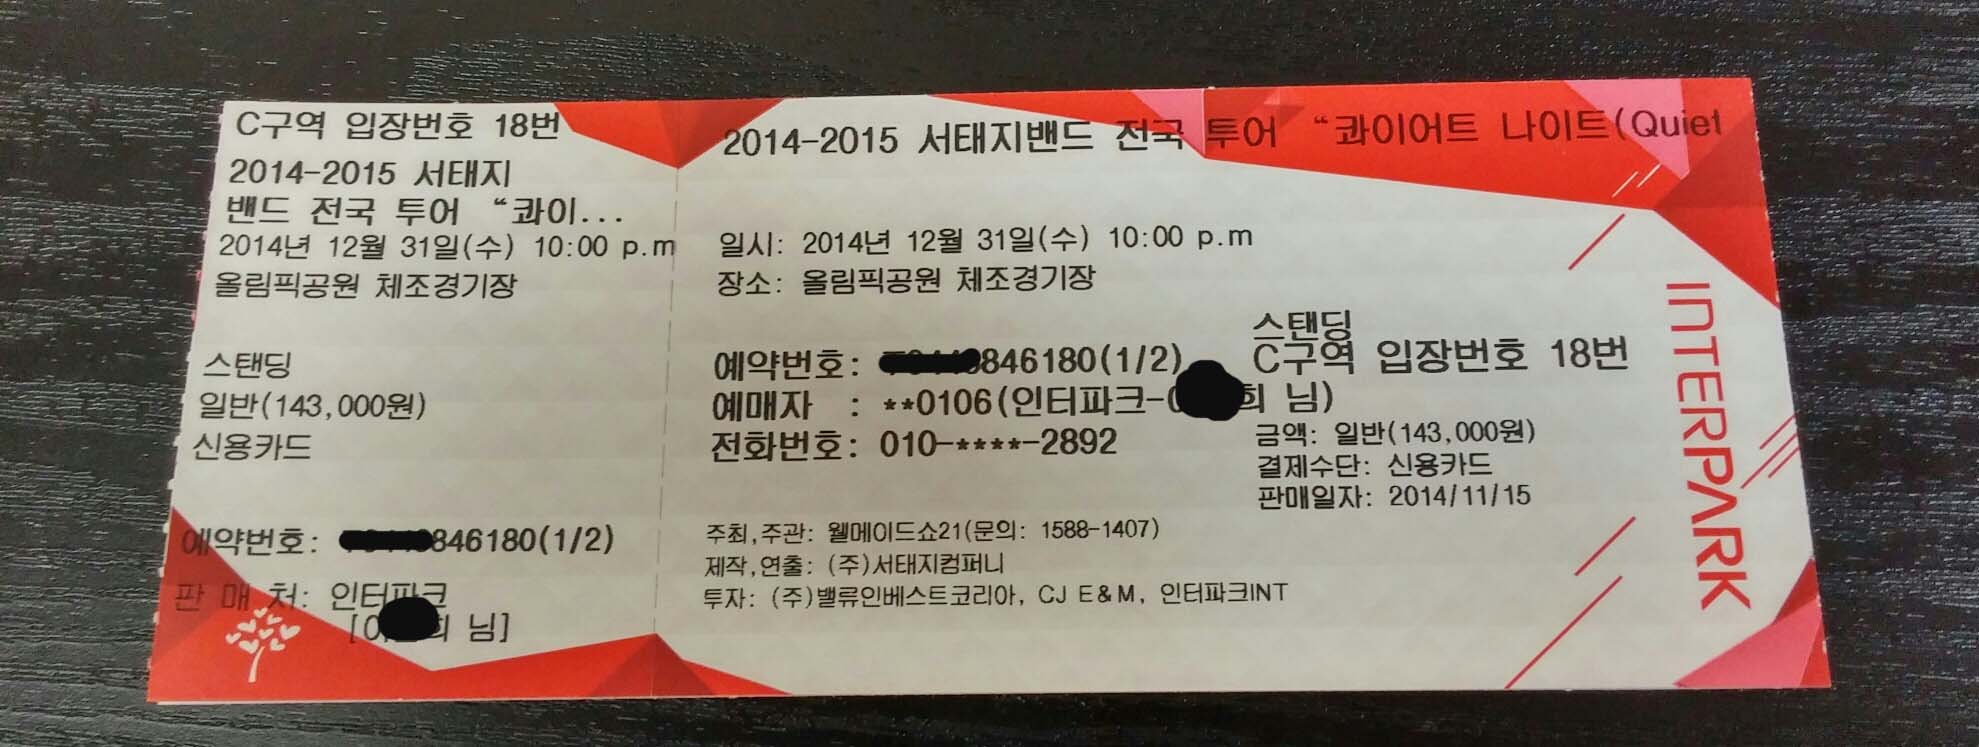 C구역 입장번호 18번
2014-2015 서태지
밴드 전국 투어 “콰이...
2014년 12월 31일(수) 10:00 p.m
올림픽공원 체조경기장
스탠딩
일반(143,000원)
신용카드
예약번호: 846180(1/2)
판 매 처: 인터파크
[이 희 님]
2014-2015 서태지밴드 전국 투어 “콰이어트 나이트(Quiet
일시: 2014년 12월 31일(수) 10:00 p.m
장소: 올림픽공원 체조경기장
예약번호: 846180(1/2)
예매자 : **0106(인터파크- 희 님)
전화번호: 010-****-2892
스탠딩
C구역 입장번호 18번
금액: 일반(143,000원)
결제수단: 신용카드
판매일자: 2014/11/15
주최,주관: 웰메이드쇼21(문의: 1588-1407)
제작,연출: (주)서태지컴퍼니
투자: (주)밸류인베스트코리아, CJ E&M, 인터파크INT
INTERPARK